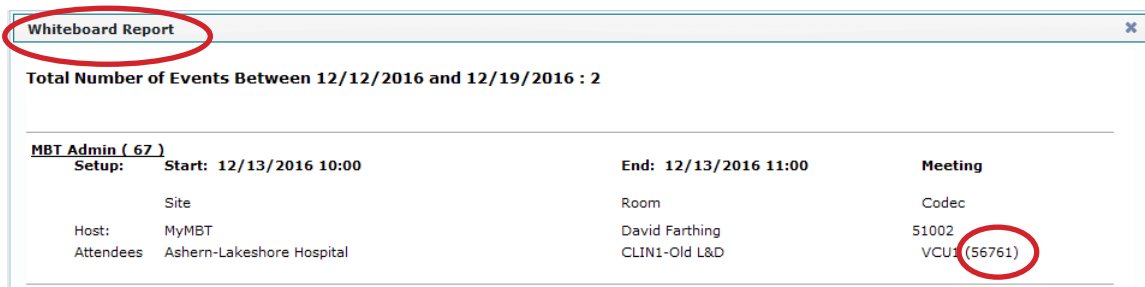 Whiteboard Report
Total Number of Events Between 12/12/2016 and 12/19/2016 : 2
MBT Admin ( 67 )
Setup: Start: 12/13/2016 10:00 End: 12/13/2016 11:00 Meeting
Site Room Codec
Host: MyMBT David Farthing 51002
Attendees Ashern-Lakeshore Hospital CLIN1-Old L&D VCU1 (56761)